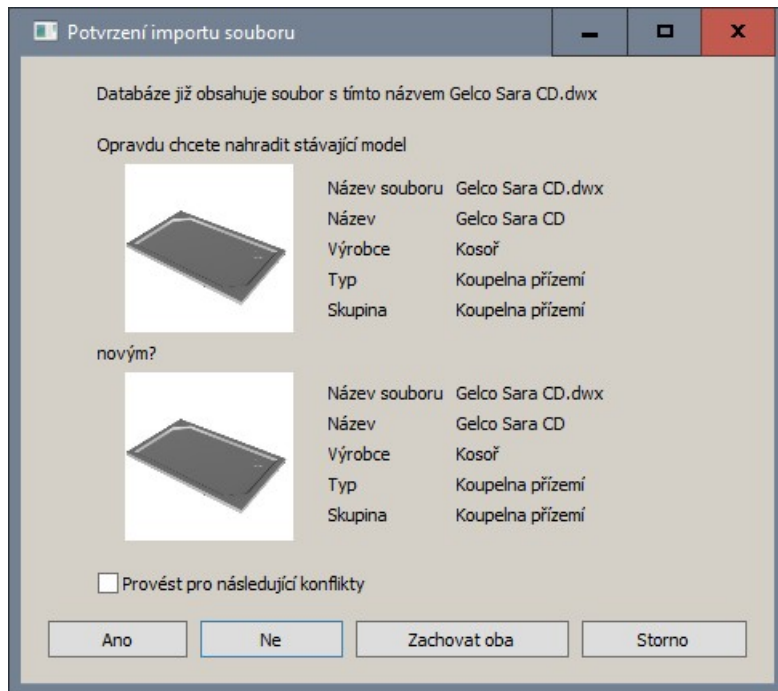 Potvrzení importu souboru
Databáze již obsahuje soubor s tímto názvem Gelco Sara CD.dwx
Opravdu chcete nahradit stávající model
Název souboru Gelco Sara CD.dwx
Název Gelco Sara CD
Výrobce Kosoř
Typ Koupelna přízemí
Skupina Koupelna přízemí
novým?
Název souboru Gelco Sara CD.dwx
Název Gelco Sara CD
Výrobce Kosoř
Typ Koupelna přízemí
Skupina Koupelna přízemí
Provést pro následující konflikty
Ano Ne Zachovat oba Storno